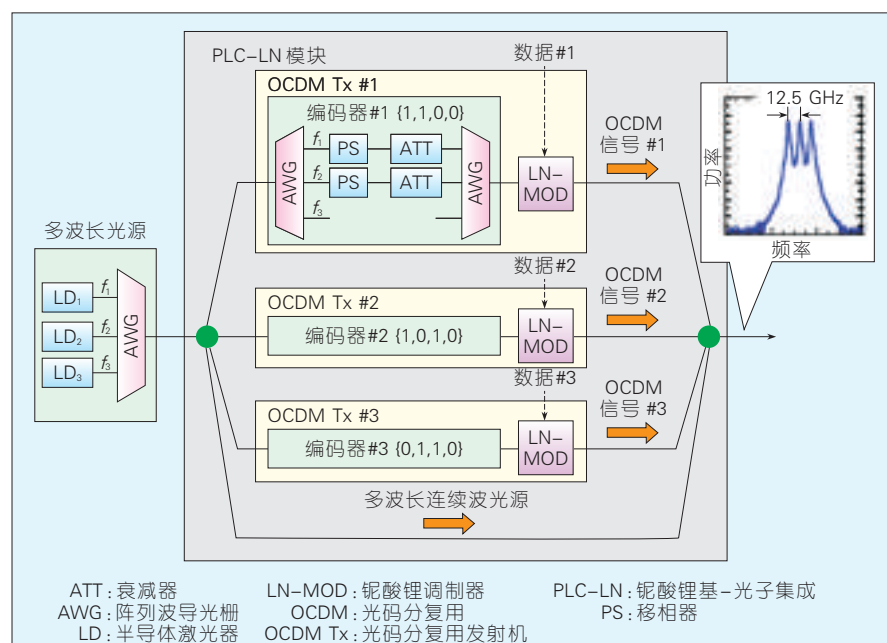 PLC-LN模块
数据#1
OCDM Tx #1
编码器#1 {1,1,0,0}
AWG
f1
PS
ATT
f2
PS
ATT
f3
AWG
LN-
MOD
OCDM
信号 #1
12.5 GHz
功率
频率
多波长光源
LD1
f1
LD2
f2
LD3
f3
AWG
数据#2
OCDM Tx #2
编码器#2 {1,0,1,0}
LN-
MOD
OCDM
信号 #2
数据#3
OCDM Tx #3
编码器#3 {0,1,1,0}
LN-
MOD
OCDM
信号 #3
多波长连续波光源
ATT:衰减器 LN-MOD:铌酸锂调制器 PLC-LN:铌酸锂基-光子集成
AWG:阵列波导光栅 OCDM:光码分复用 PS:移相器
LD:半导体激光器 OCDM Tx:光码分复用发射机